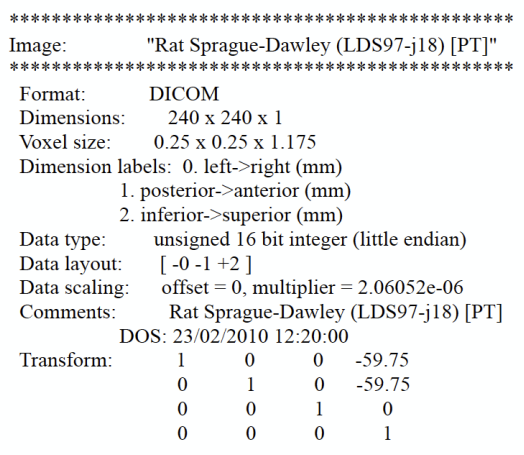 ************************************************
Image: "Rat Sprague-Dawley (LDS97-j18) [PT]"
************************************************
Format: DICOM
Dimensions: 240 x 240 x 1
Voxel size: 0.25 x 0.25 x 1.175
Dimension labels: 0. left->right (mm)
1. posterior->anterior (mm)
2. inferior->superior (mm)
Data type: unsigned 16 bit integer (little endian)
Data layout: [ -0 -1 +2 ]
Data scaling: offset = 0, multiplier = 2.06052e-06
Comments: Rat Sprague-Dawley (LDS97-j18) [PT]
DOS: 23/02/2010 12:20:00
Transform: 1 0 0 -59.75
0 1 0 -59.75
0 0 1 0
0 0 0 1